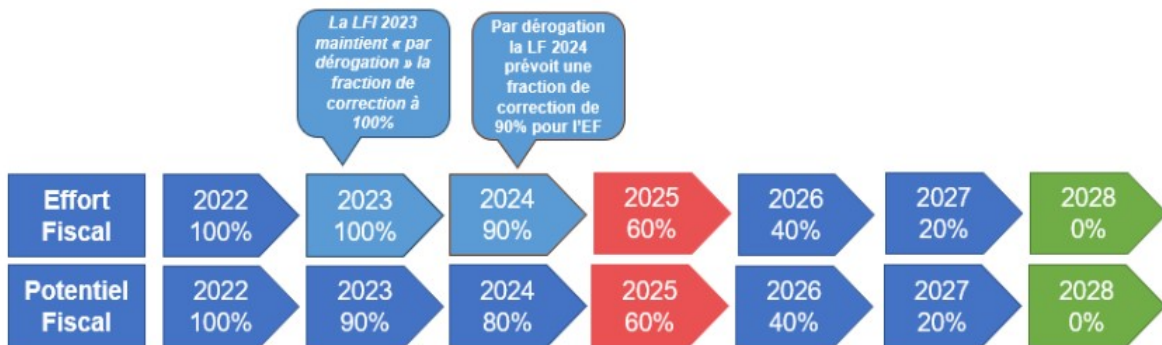 La LFI 2023
maintient « par
dérogation » la
fraction de
correction à
100%
Par dérogation
la LF 2024
prévoit une
fraction de
correction de
90% pour l'EF
Effort
Fiscal
2022
100%
2023
100%
2024
90%
2025
60%
2026
40%
2027
20%
2028
0%
Potentiel
Fiscal
2022
100%
2023
90%
2024
80%
2025
60%
2026
40%
2027
20%
2028
0%